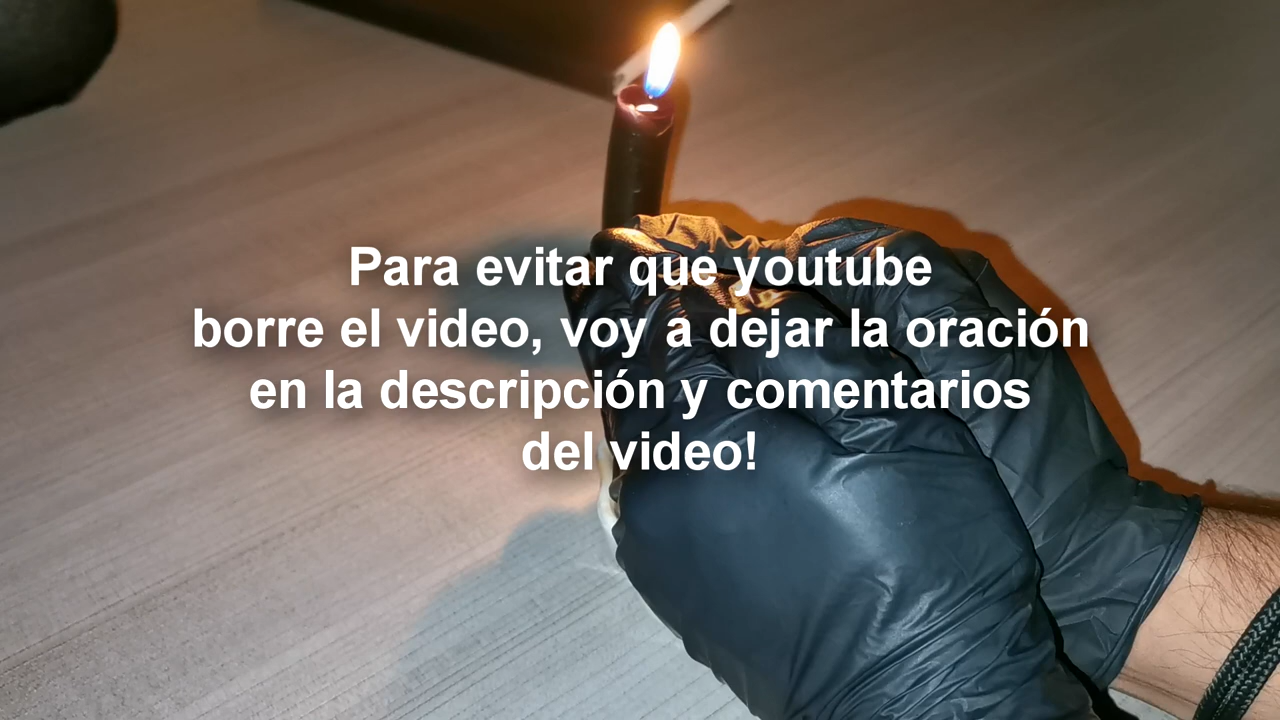 Para evitar que youtube
borre el video, voy a dejar la oración
en la descripción y comentarios
del video!